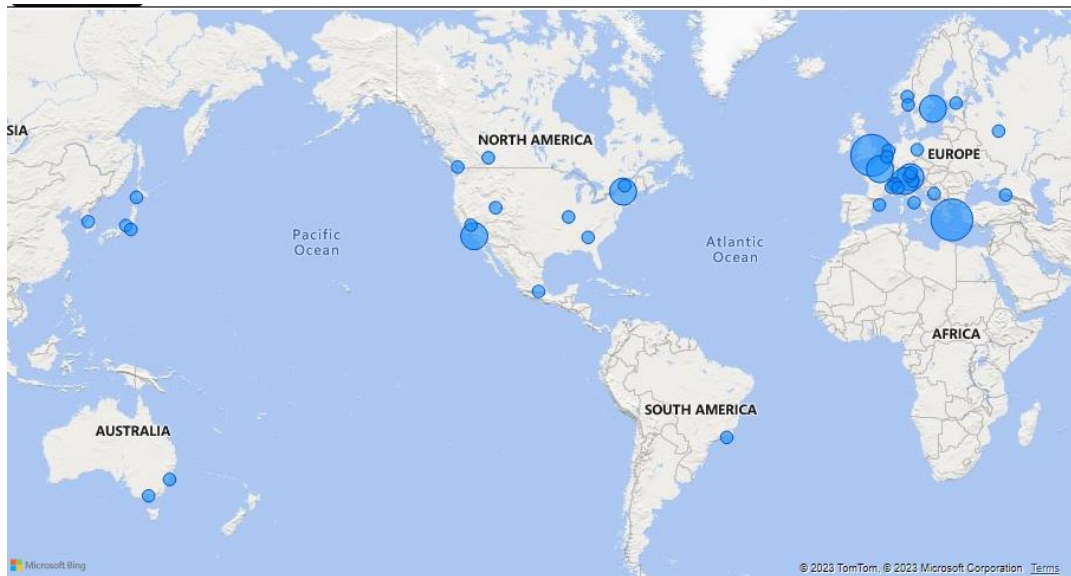 SIA
NORTH AMERICA
EUROPE
Pacific
Ocean
Atlantic
Ocean
AFRICA
SOUTH AMERICA
AUSTRALIA
Microsoft Bing
© 2023 TomTom, © 2023 Microsoft Corporation Terms